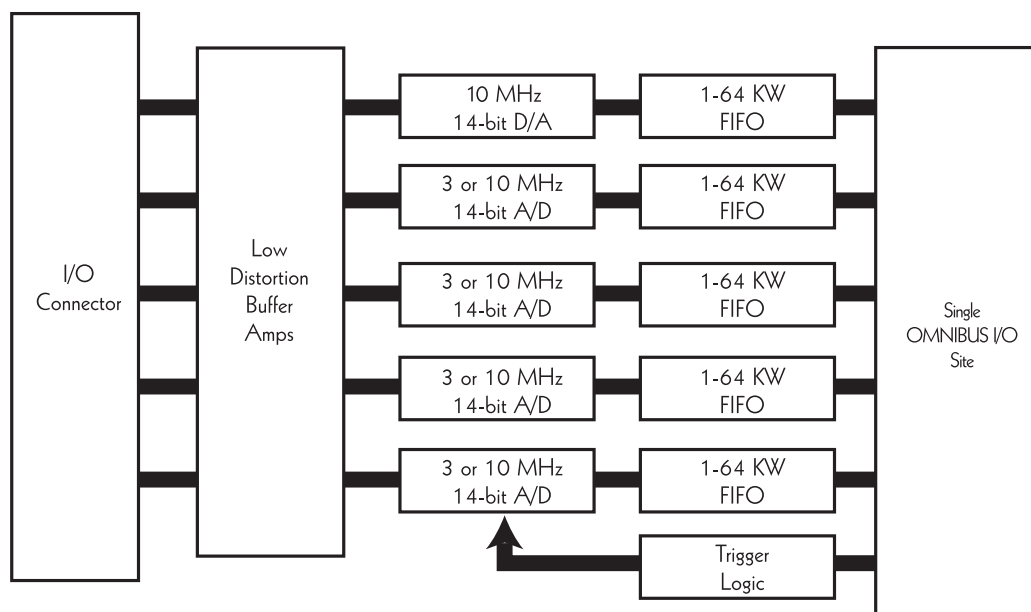 I/O
Connector
Low
Distortion
Buffer
Amps
10 MHz
14-bit D/A
1-64 KW
FIFO
3 or 10 MHz
14-bit A/D
1-64 KW
FIFO
3 or 10 MHz
14-bit A/D
1-64 KW
FIFO
3 or 10 MHz
14-bit A/D
1-64 KW
FIFO
3 or 10 MHz
14-bit A/D
1-64 KW
FIFO
Trigger
Logic
Single
OMNIBUS I/O
Site